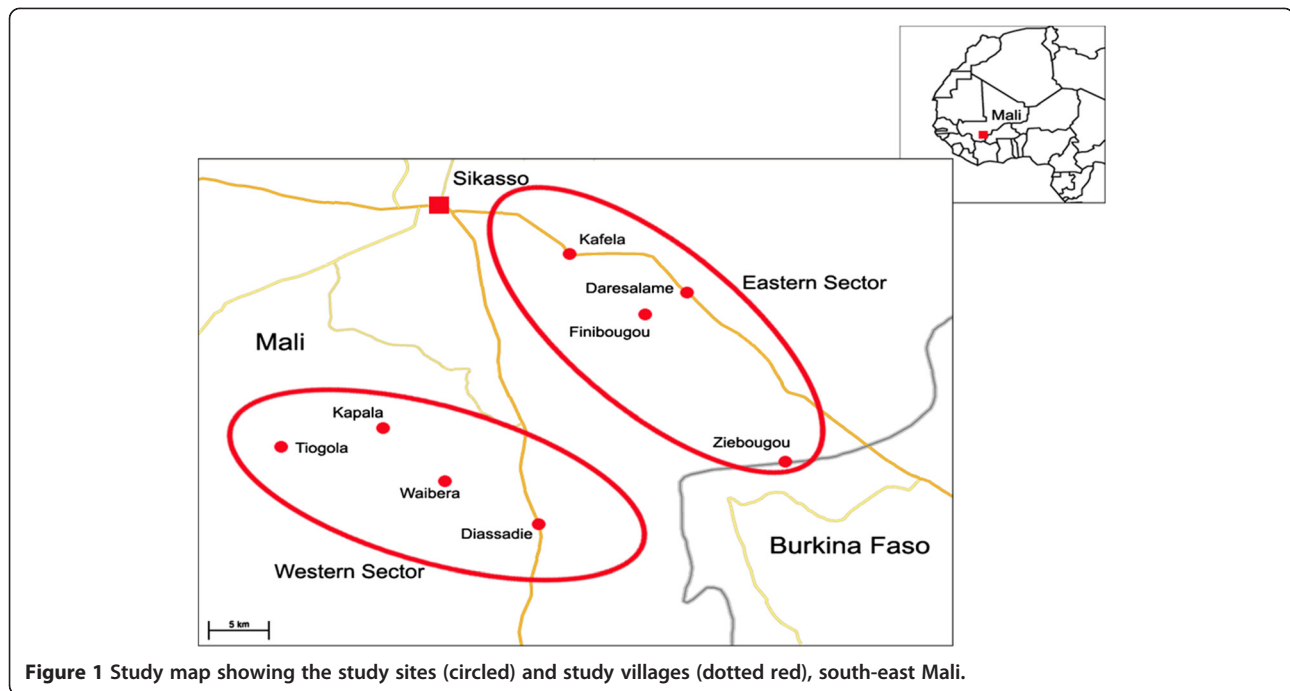 Mali
Sikasso
Kafela
Daresalame
Eastern Sector
Finibougou
Mali
Kapala
Tiogola
Ziebougou
Waibera
Diassadie
Burkina Faso
Western Sector
5 km
Figure 1 Study map showing the study sites (circled) and study villages (dotted red), south-east Mali.